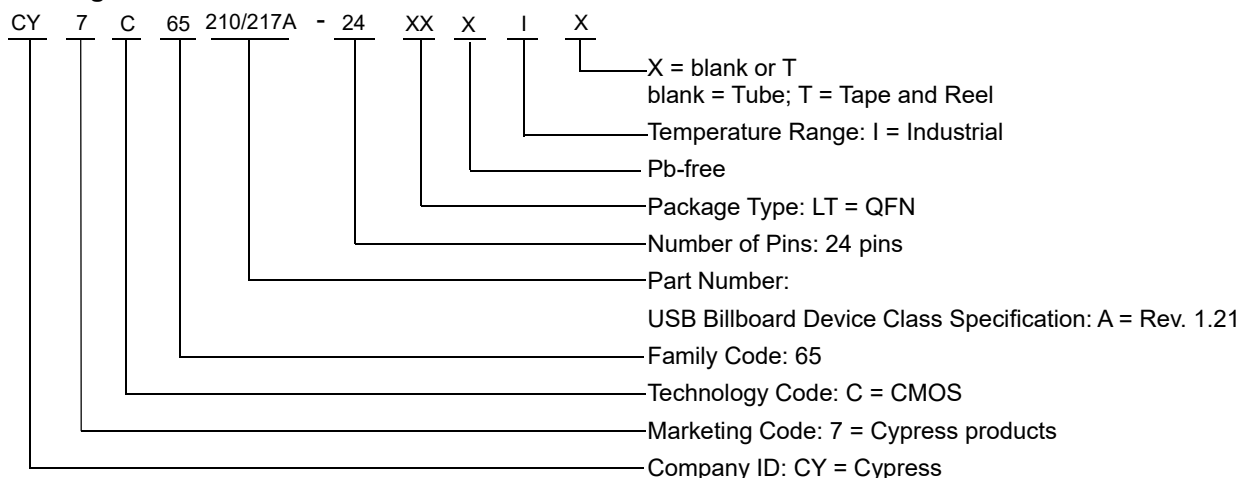 CY 7 C 65 210/217A - 24 XX X I X
X = blank or T
blank = Tube; T = Tape and Reel
Temperature Range: I = Industrial
Pb-free
Package Type: LT = QFN
Number of Pins: 24 pins
Part Number:
USB Billboard Device Class Specification: A = Rev. 1.21
Family Code: 65
Technology Code: C = CMOS
Marketing Code: 7 = Cypress products
Company ID: CY = Cypress